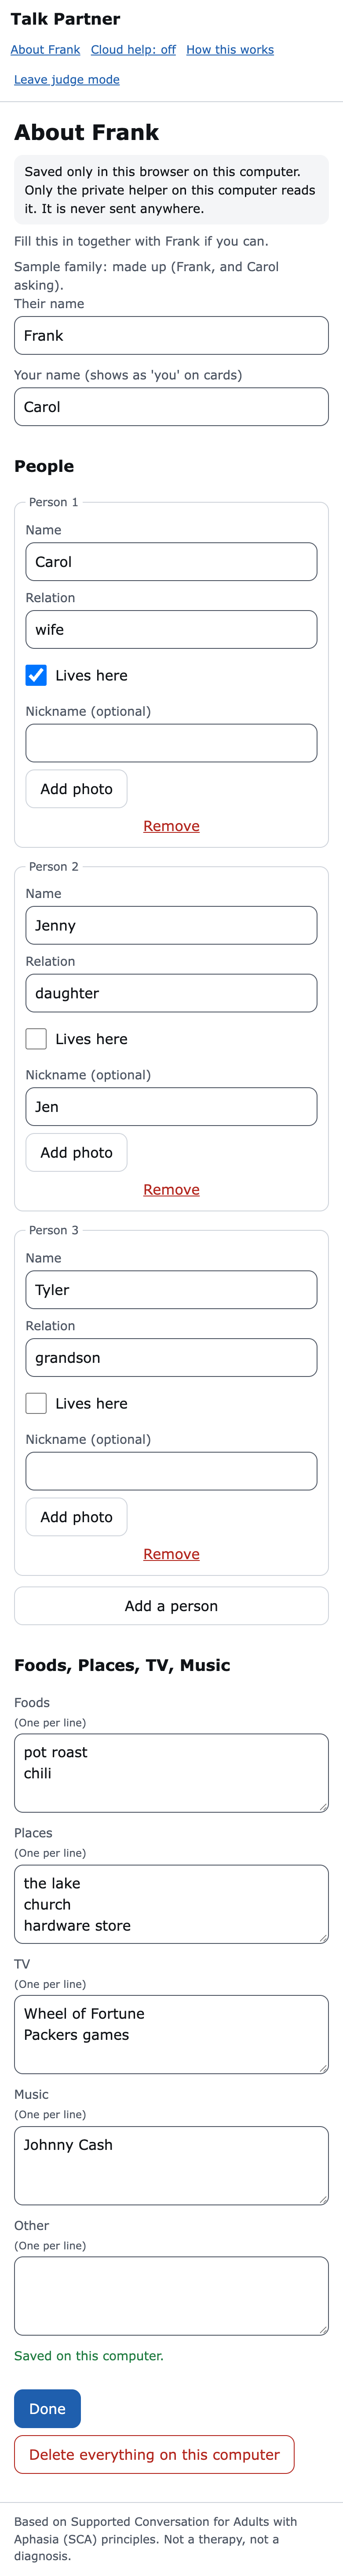 Talk Partner
About Frank Cloud help: off How this works
Leave judge mode
About Frank
Saved only in this browser on this computer.
Only the private helper on this computer reads
it. It is never sent anywhere.
Fill this in together with Frank if you can.
Sample family: made up (Frank, and Carol
asking).
Their name
Frank
Your name (shows as 'you' on cards)
Carol
People
Person 1
Name
Carol
Relation
wife
Lives here
Nickname (optional)
Add photo
Remove
Person 2
Name
Jenny
Relation
daughter
Lives here
Nickname (optional)
Jen
Add photo
Remove
Person 3
Name
Tyler
Relation
grandson
Lives here
Nickname (optional)
Add photo
Remove
Add a person
Foods, Places, TV, Music
Foods
(One per line)
pot roast
chili
Places
(One per line)
the lake
church
hardware store
TV
(One per line)
Wheel of Fortune
Packers games
Music
(One per line)
Johnny Cash
Other
(One per line)
Saved on this computer.
Done
Delete everything on this computer
Based on Supported Conversation for Adults with
Aphasia (SCA) principles. Not a therapy, not a
diagnosis.